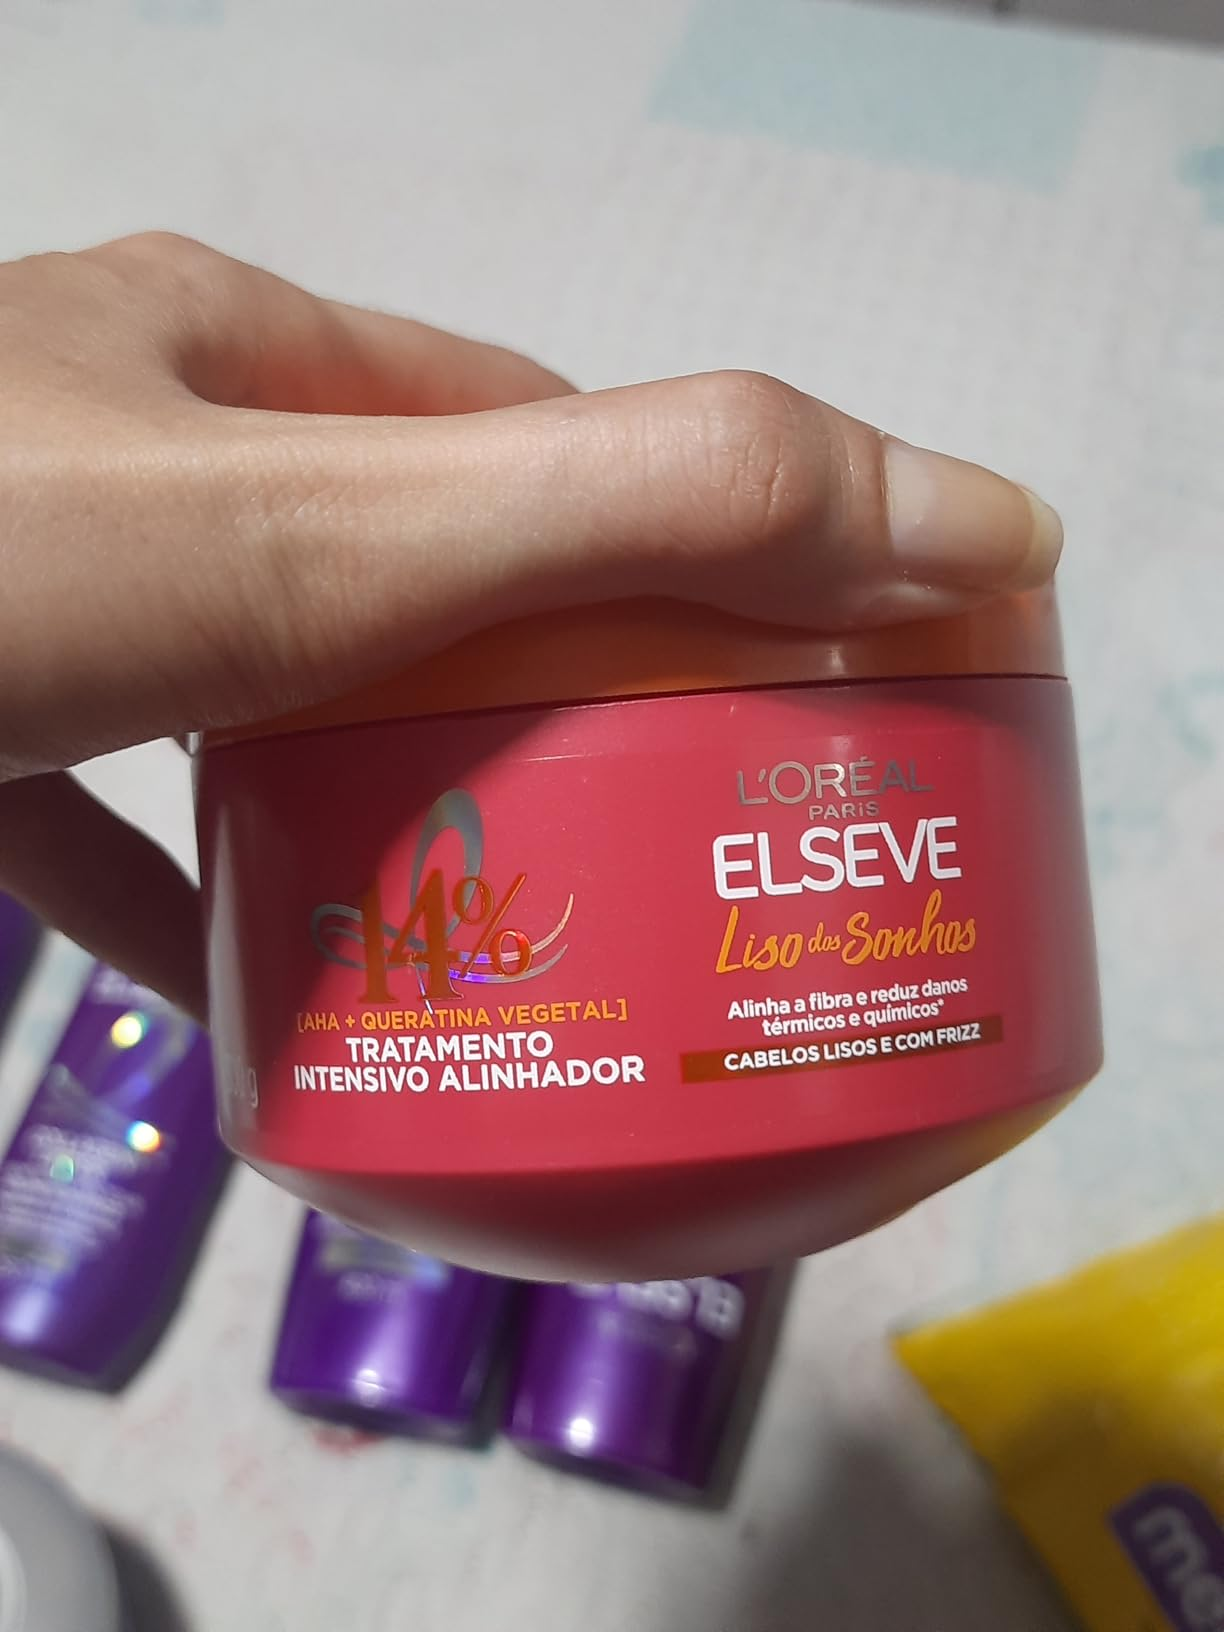 14%
[AHA + QUERATINA VEGETAL]
TRATAMENTO
INTENSIVO ALINHADOR
L'ORÉAL
PARIS
ELSEVE
Liso dos Sonhos
Alinha a fibra e reduz danos
térmicos e químicos*
CABELOS LISOS E COM FRIZZ